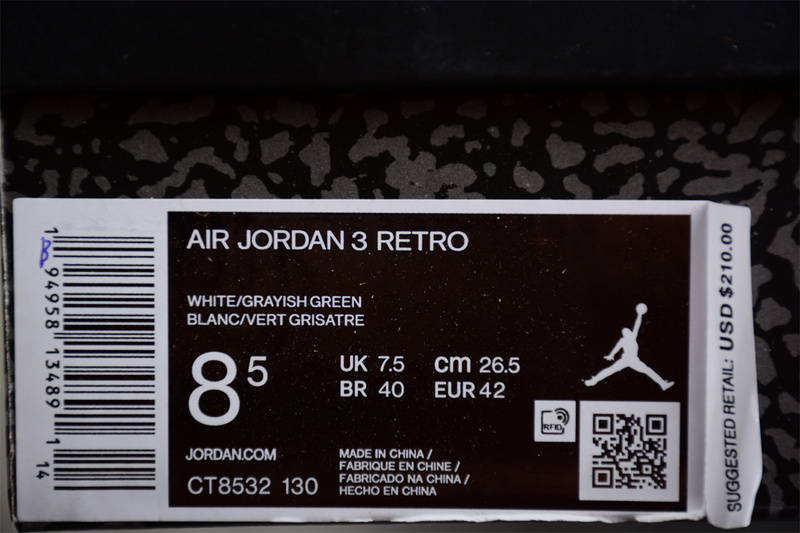 AIR JORDAN 3 RETRO
WHITE/GRAYISH GREEN
BLANC/VERT GRISATRE
8 5
UK 7.5 cm 26.5
BR 40 EUR 42
RFID
JORDAN.COM
CT8532 130
MADE IN CHINA /
FABRIQUE EN CHINE /
FABRICADO NA CHINA /
HECHO EN CHINA
1 94958 13489 1
14
SUGGESTED RETAIL: USD $210.00